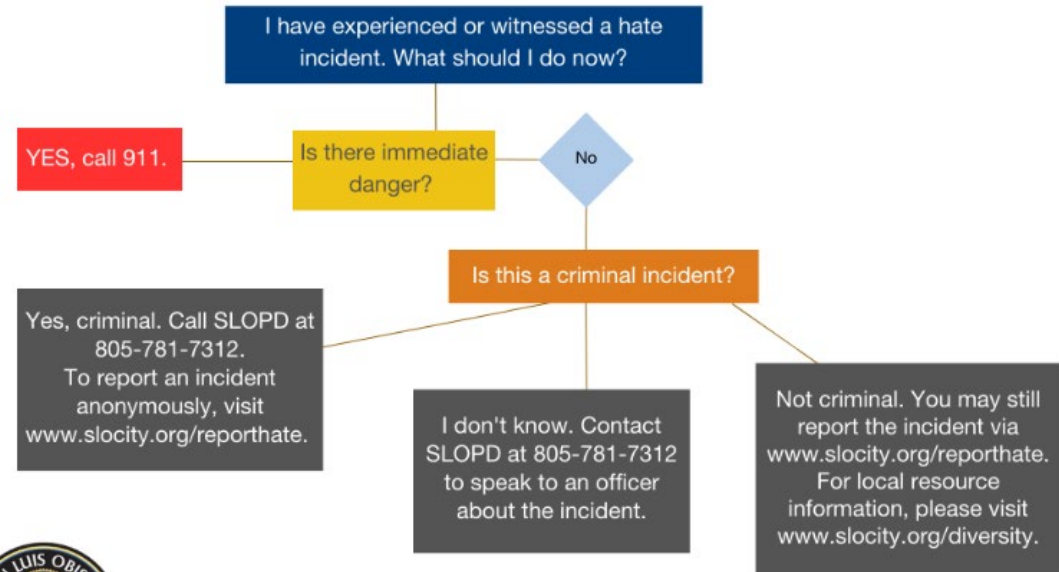 I have experienced or witnessed a hate
incident. What should I do now?
YES, call 911.
Is there immediate
danger?
No
Is this a criminal incident?
Yes, criminal. Call SLOPD at
805-781-7312.
To report an incident
anonymously, visit
www.slocity.org/reporthate.
I don't know. Contact
SLOPD at 805-781-7312
to speak to an officer
about the incident.
Not criminal. You may still
report the incident via
www.slocity.org/reporthate.
For local resource
information, please visit
www.slocity.org/diversity.
LUIS